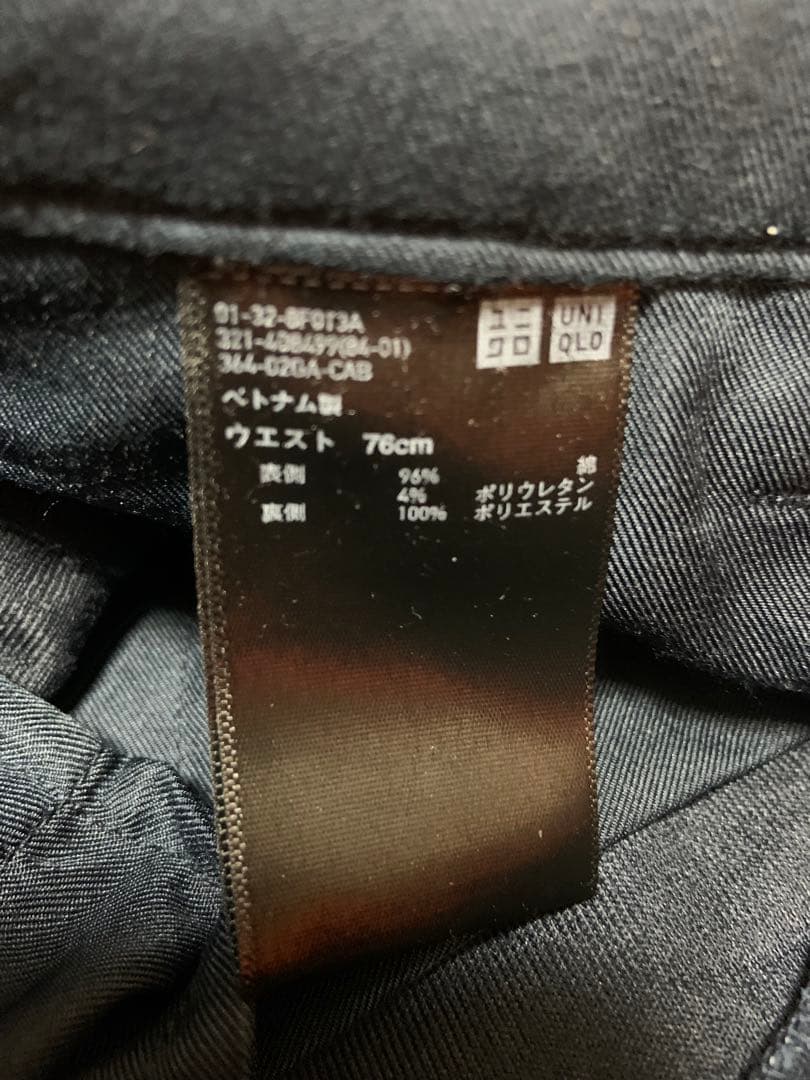 ユニ
クロ
UNI
QLO
01-32-BF013A
321-408499(84-01)
364-020A-CAB
ベトナム製
ウエスト 76cm
表側 96% 綿
4% ポリウレタン
裏側 100% ポリエステル